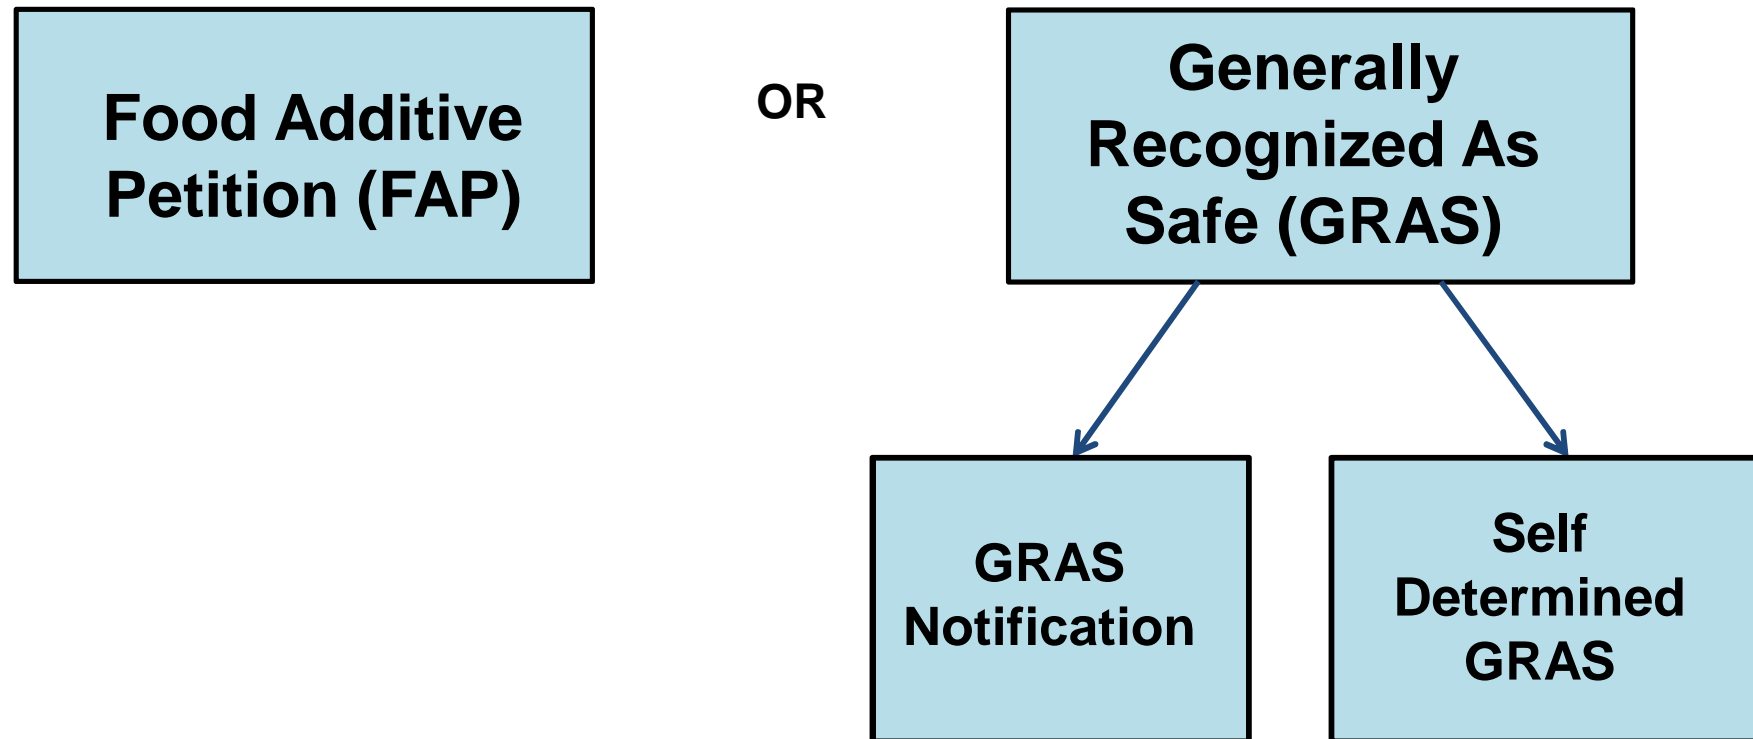 Food Additive
Petition (FAP)
OR
Generally
Recognized As
Safe (GRAS)
GRAS
Notification
Self
Determined
GRAS